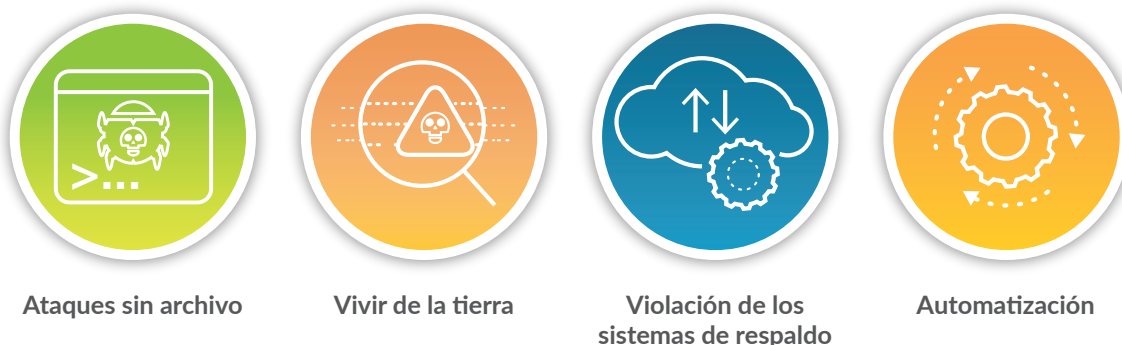 >...
Ataques sin archivo
Vivir de la tierra
Violación de los
sistemas de respaldo
Automatización